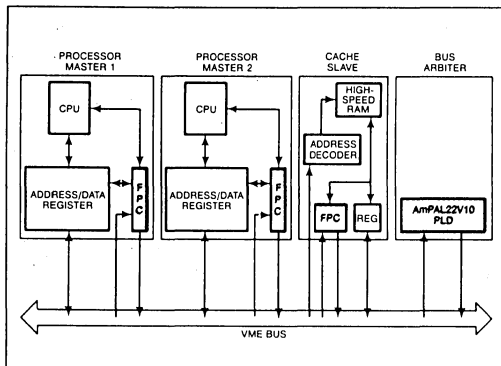 PROCESSOR
MASTER 1
CPU
ADDRESS/DATA
REGISTER
F
P
C
PROCESSOR
MASTER 2
CPU
ADDRESS/DATA
REGISTER
F
P
C
CACHE
SLAVE
HIGH-
SPEED
RAM
ADDRESS
DECODER
FPC
REG
BUS
ARBITER
AmPAL22V10
PLD
VME BUS